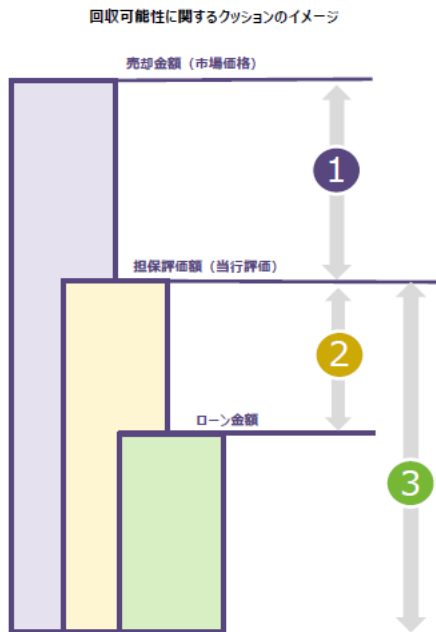 回収可能性に関するクッションのイメージ
売却金額（市場価格）
1
担保評価額（当行評価）
2
ローン金額
3